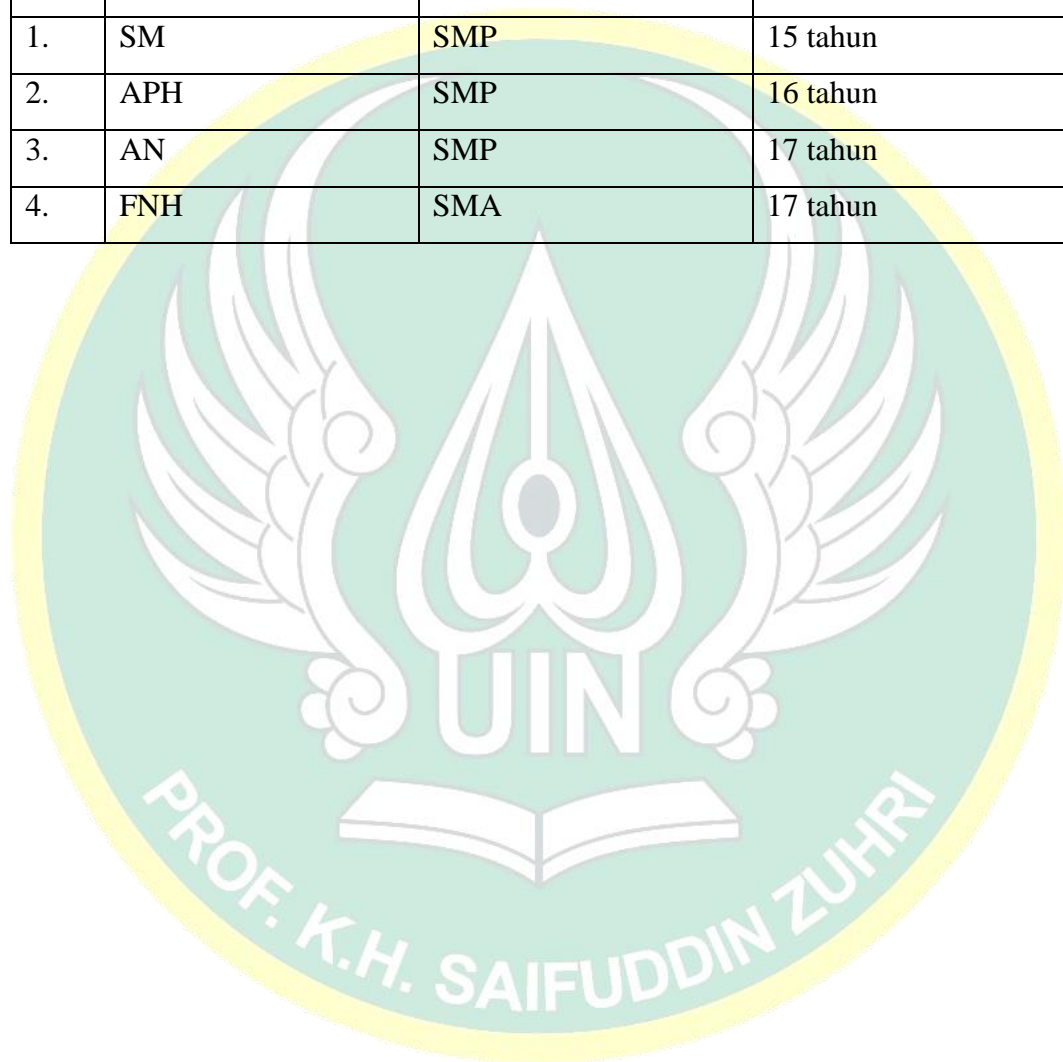 1. SM SMP 15 tahun
2. APH SMP 16 tahun
3. AN SMP 17 tahun
4. FNH SMA 17 tahun
UIN
PROF. K.H. SAIFUDDIN ZUHRI